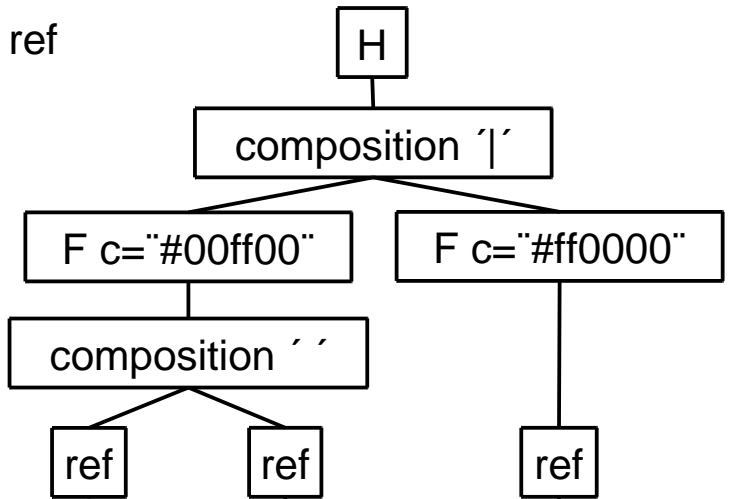 ref
H
composition ´|´
F c=¨#00ff00¨
F c=¨#ff0000¨
composition ´ ´
ref
ref
ref